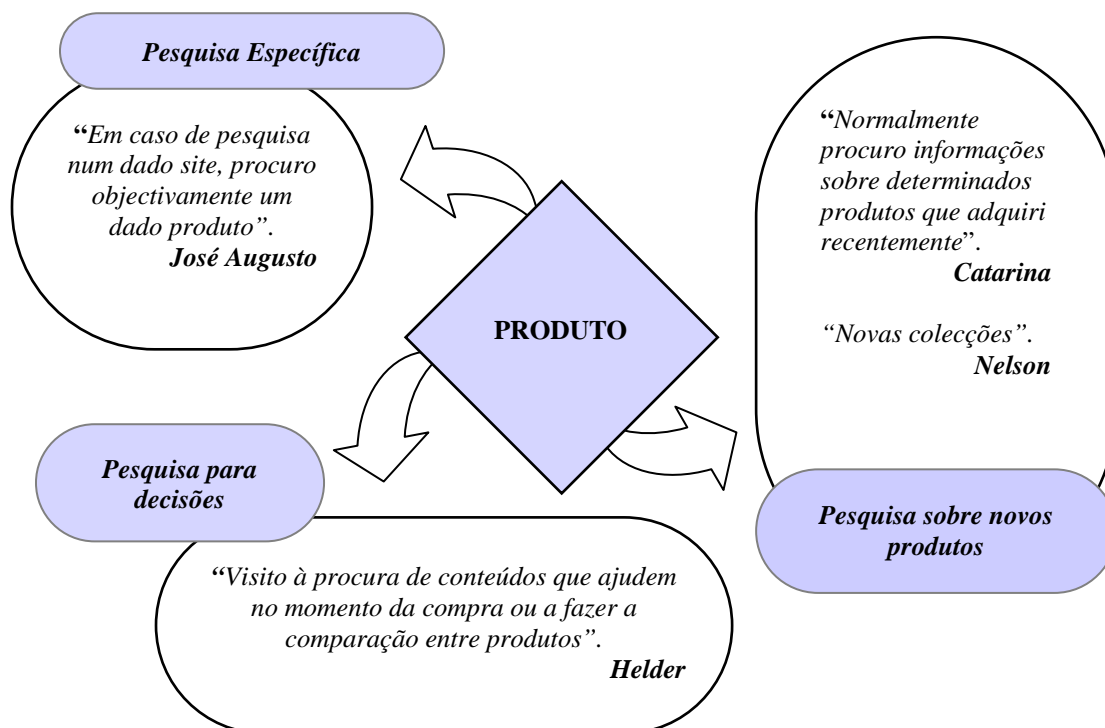 Pesquisa Específica
“Em caso de pesquisa
num dado site, procuro
objectivamente um
dado produto”.
José Augusto
“Normalmente
procuro informações
sobre determinados
produtos que adquiri
recentemente”.
Catarina
“Novas colecções”.
Nelson
PRODUTO
Pesquisa para
decisões
Pesquisa sobre novos
produtos
“Visito à procura de conteúdos que ajudem
no momento da compra ou a fazer a
comparação entre produtos”.
Helder